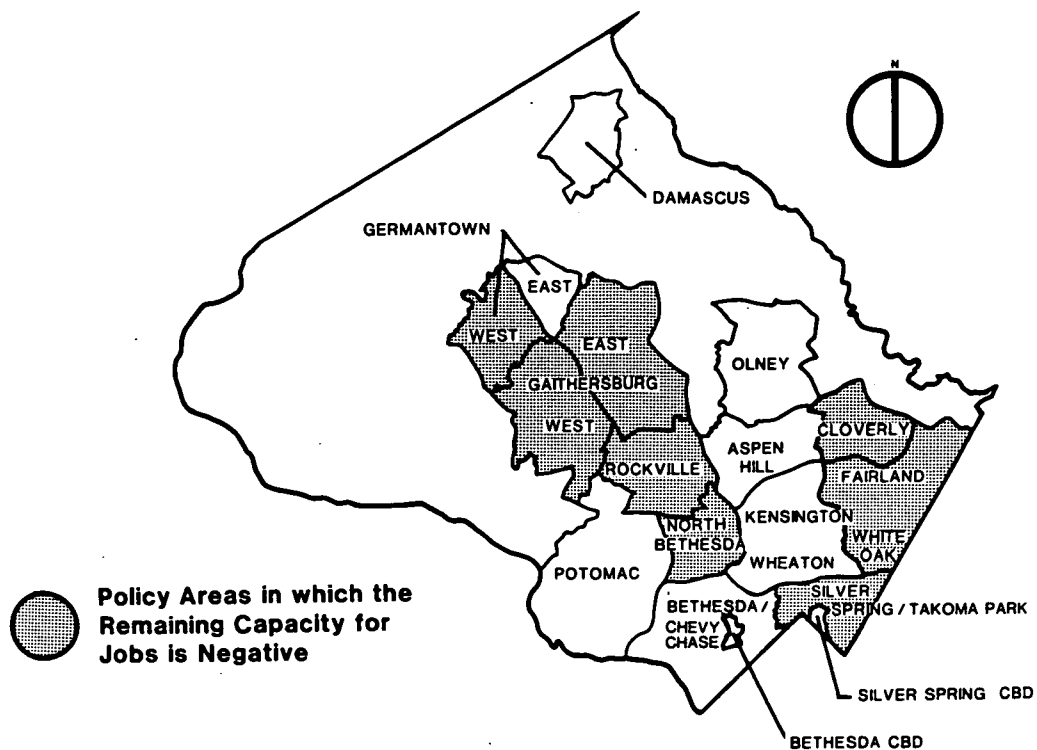 N
DAMASCUS
GERMANTOWN
EAST
WEST
EAST
OLNEY
GAITHERSBURG
WEST
CLOVERLY
ASPEN
HILL
ROCKVILLE
FAIRLAND
KENSINGTON
NORTH
BETHESDA
WHITE
OAK
WHEATON
POTOMAC
SILVER
SPRING / TAKOMA PARK
BETHESDA /
CHEVY
CHASE
Policy Areas in which the
Remaining Capacity for
Jobs is Negative
SILVER SPRING CBD
BETHESDA CBD